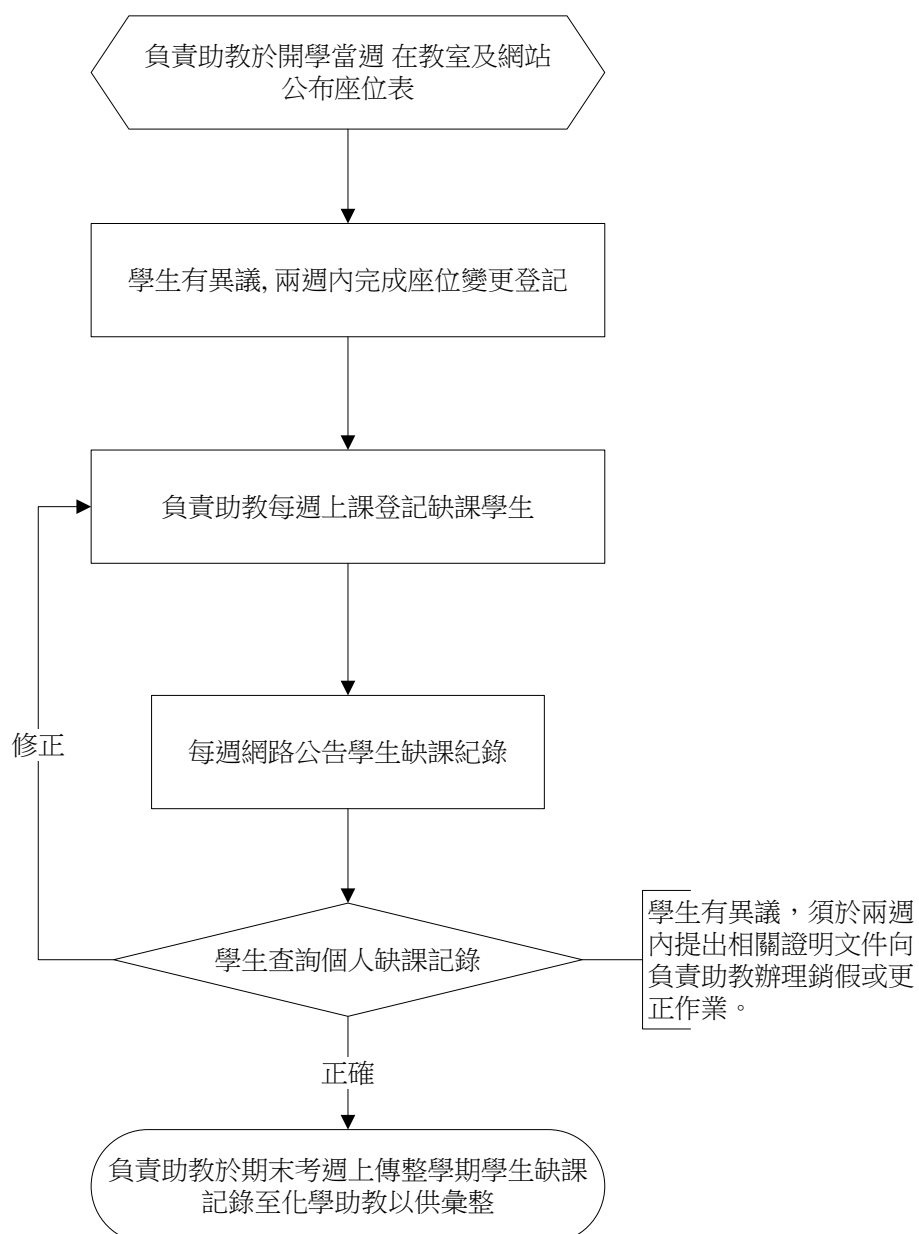 負責助教於開學當週 在教室及網站
公布座位表
學生有異議, 兩週內完成座位變更登記
負責助教每週上課登記缺課學生
每週網路公告學生缺課紀錄
修正
學生查詢個人缺課記錄
學生有異議，須於兩週
內提出相關證明文件向
負責助教辦理銷假或更
正作業。
正確
負責助教於期末考週上傳整學期學生缺課
記錄至化學助教以供彙整